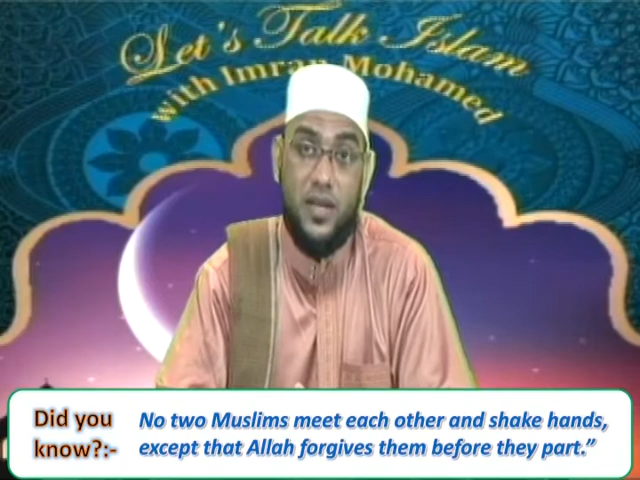 Let's Talk Islam
with Imran Mohamed
Did you
know?:-
No two Muslims meet each other and shake hands,
except that Allah forgives them before they part.”